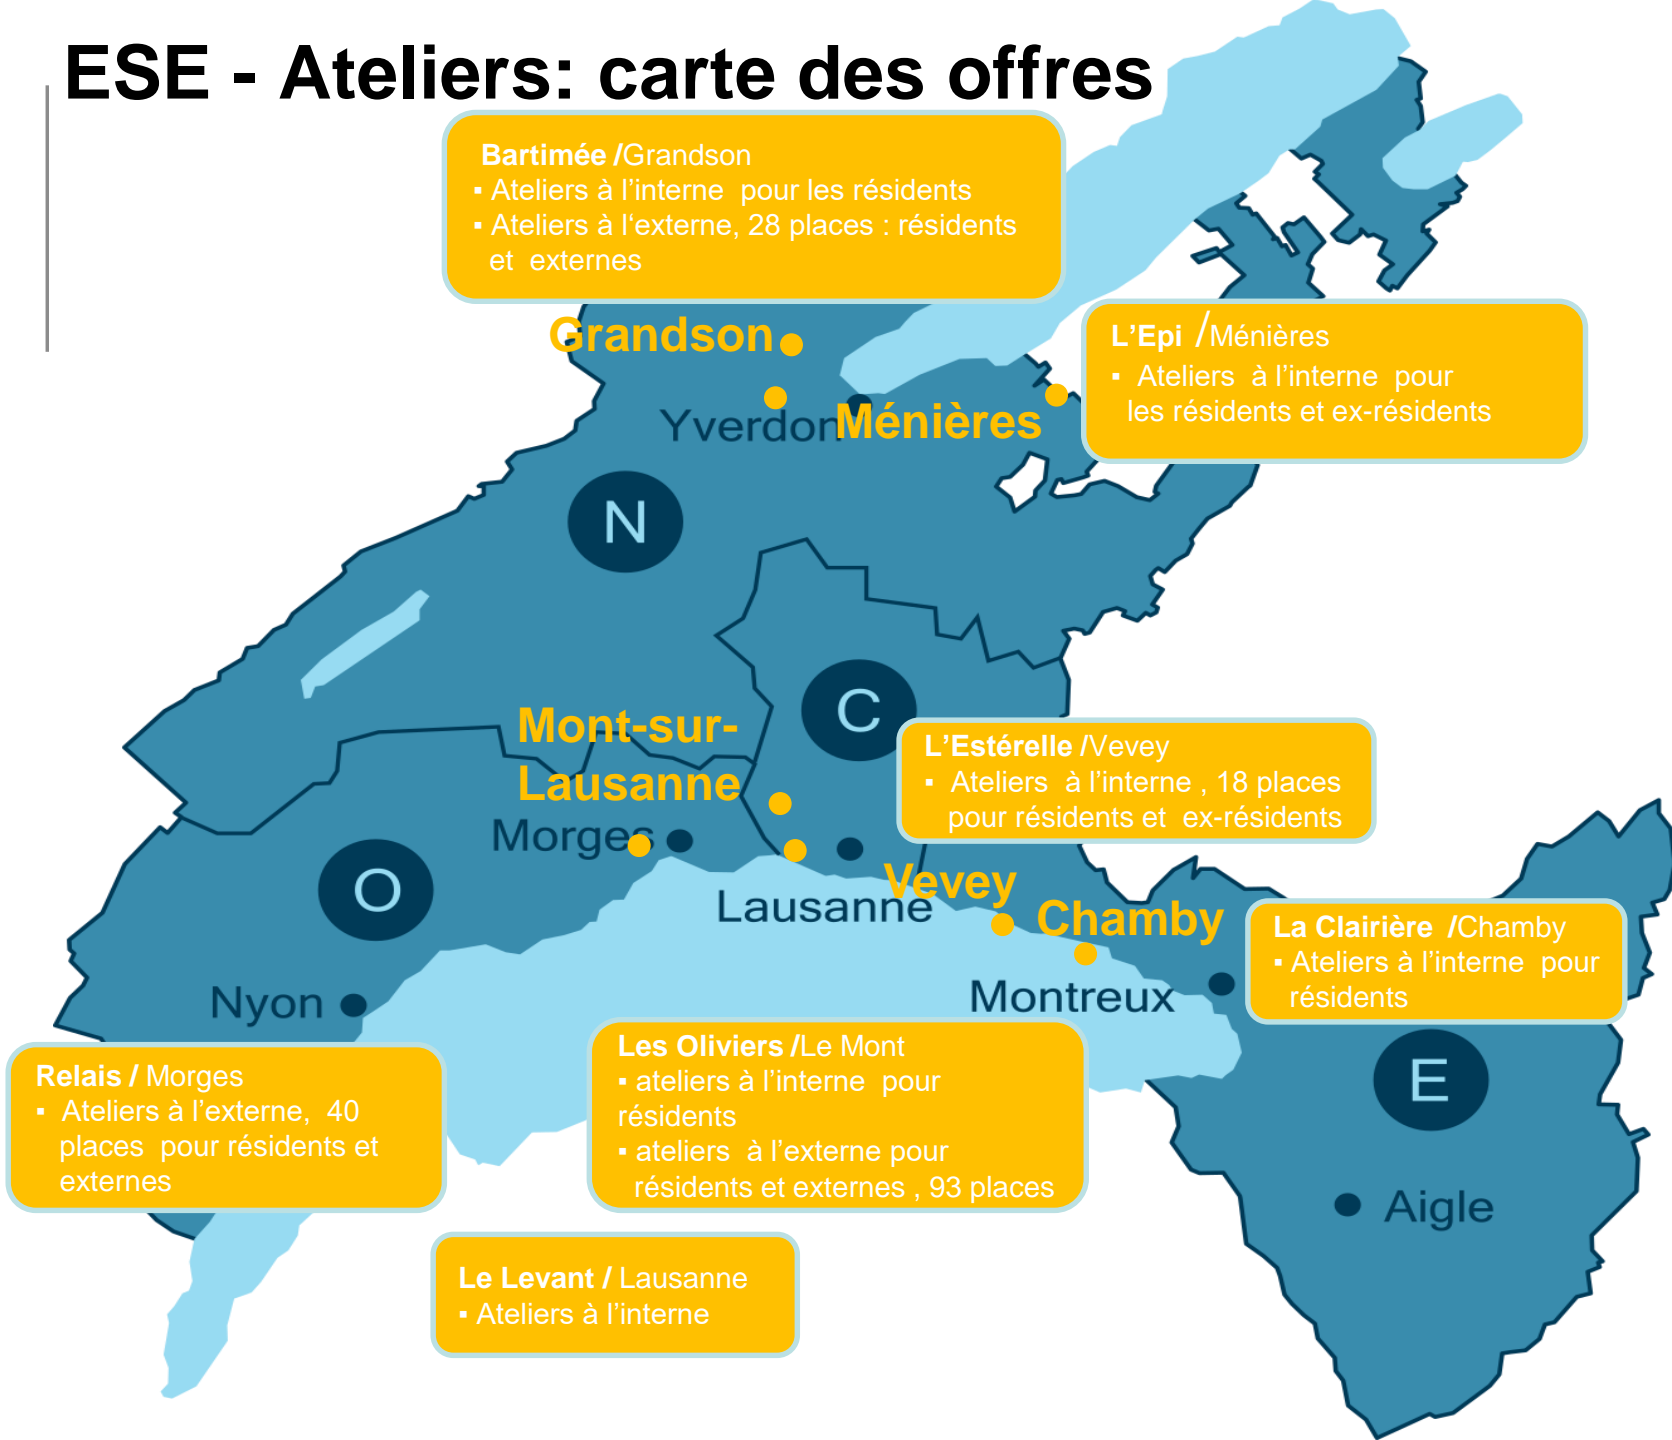 ESE - Ateliers: carte des offres
Bartimée /Grandson
▪ Ateliers à l’interne pour les résidents
▪ Ateliers à l‘externe, 28 places : résidents
et externes
Grandson
L’Epi /Ménières
▪ Ateliers à l’interne pour
les résidents et ex-résidents
Yverdon
Ménières
N
C
Mont-sur-
Lausanne
L’Estérelle /Vevey
▪ Ateliers à l’interne , 18 places
pour résidents et ex-résidents
Morges
O
Vevey
Lausanne
Chamby
La Clairière /Chamby
▪ Ateliers à l’interne pour
résidents
Nyon
Montreux
Relais / Morges
▪ Ateliers à l’externe, 40
places pour résidents et
externes
Les Oliviers /Le Mont
▪ ateliers à l’interne pour
résidents
▪ ateliers à l’externe pour
résidents et externes , 93 places
E
Aigle
Le Levant / Lausanne
▪ Ateliers à l’interne